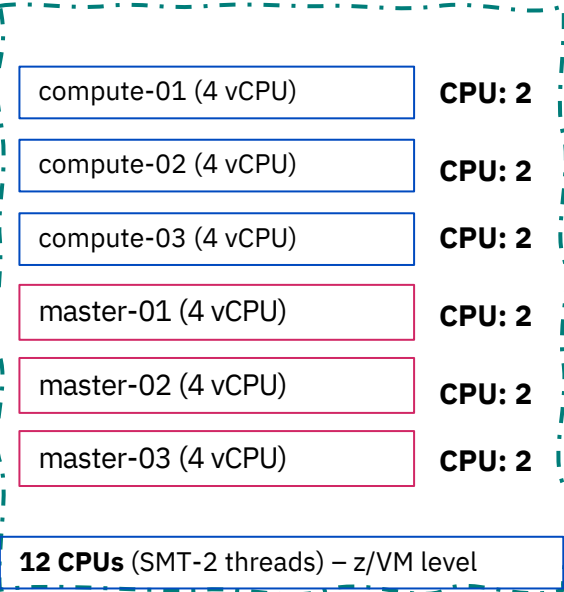 compute-01 (4 vCPU) CPU: 2
compute-02 (4 vCPU) CPU: 2
compute-03 (4 vCPU) CPU: 2
master-01 (4 vCPU) CPU: 2
master-02 (4 vCPU) CPU: 2
master-03 (4 vCPU) CPU: 2
12 CPUs (SMT-2 threads) – z/VM level